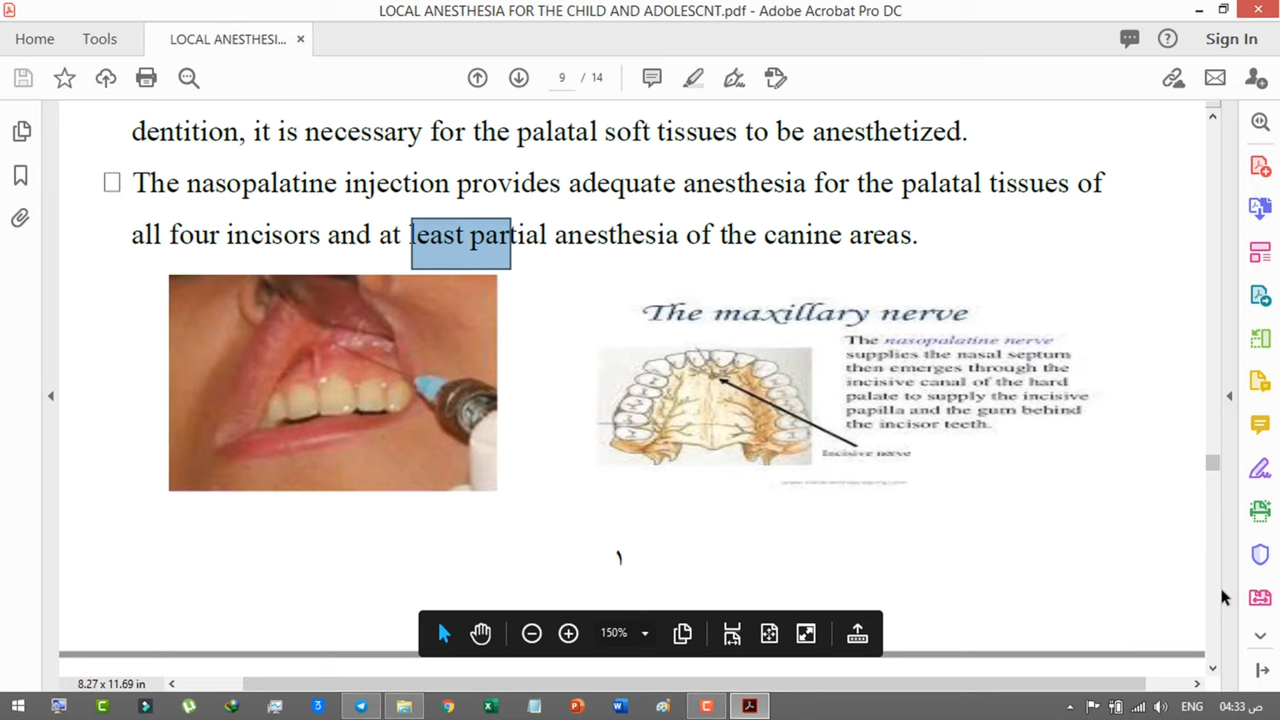 LOCAL ANESTHESIA FOR THE CHILD AND ADOLESCNT.pdf - Adobe Acrobat Pro DC
Home
Tools
LOCAL ANESTHESI...
Sign In
9 / 14
dentition, it is necessary for the palatal soft tissues to be anesthetized.
The nasopalatine injection provides adequate anesthesia for the palatal tissues of
all four incisors and at least partial anesthesia of the canine areas.
The maxillary nerve
The nasopalatine nerve
supplies the nasal septum
then emerges through the
incisive canal of the hard
palate to supply the incisive
papilla and the gum behind
the incisor teeth.
Incisive nerve
١
150%
8.27 x 11.69 in
ENG
04:33 ص